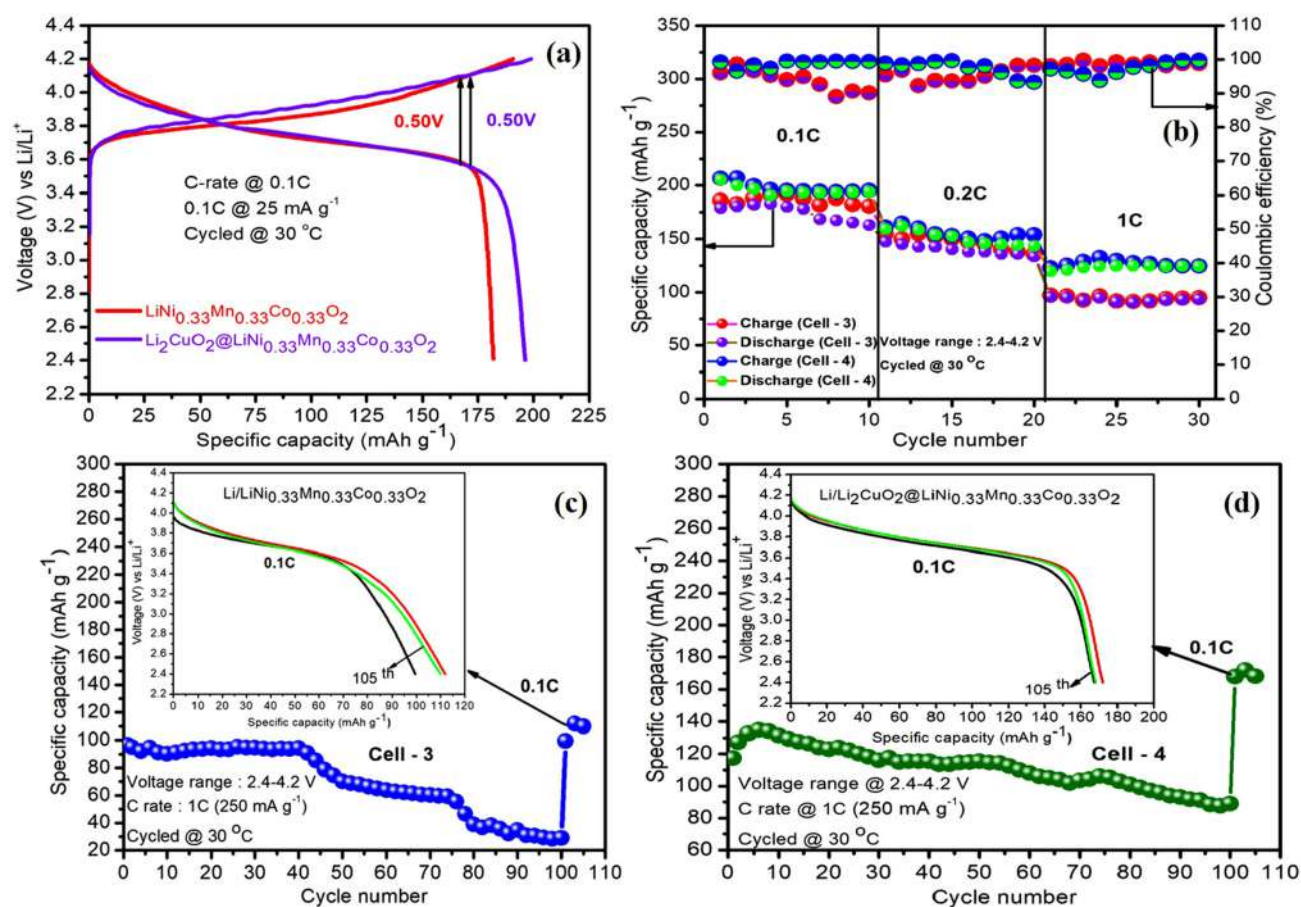 (a)
4.4
4.2
4.0
3.8
3.6
3.4
3.2
3.0
2.8
2.6
2.4
2.2
Voltage (V) vs Li/Li⁺
0.50V
0.50V
C-rate @ 0.1C
0.1C @ 25 mA g⁻¹
Cycled @ 30 °C
LiNi₀.₃₃Mn₀.₃₃Co₀.₃₃O₂
Li₂CuO₂@LiNi₀.₃₃Mn₀.₃₃Co₀.₃₃O₂
0 25 50 75 100 125 150 175 200 225
Specific capacity (mAh g⁻¹)
(b)
350
300
250
200
150
100
50
0
Specific capacity (mAh g⁻¹)
110
100
90
80
70
60
50
40
30
20
10
0
Coulombic efficiency (%)
0.1C
0.2C
1C
Charge (Cell - 3)
Discharge (Cell - 3)
Charge (Cell - 4)
Discharge (Cell - 4)
Voltage range : 2.4-4.2 V
Cycled @ 30 °C
0 5 10 15 20 25 30
Cycle number
(c)
300
280
260
240
220
200
180
160
140
120
100
80
60
40
20
Specific capacity (mAh g⁻¹)
4.4
4.2
4.0
3.8
3.6
3.4
3.2
3.0
2.8
2.6
2.4
2.2
Voltage (V) vs Li/Li⁺
Li/LiNi₀.₃₃Mn₀.₃₃Co₀.₃₃O₂
0.1C
105 th
0 10 20 30 40 50 60 70 80 90 100 110 120
Specific capacity (mAh g⁻¹)
0.1C
Cell - 3
Voltage range : 2.4-4.2 V
C rate : 1C (250 mA g⁻¹)
Cycled @ 30 °C
0 10 20 30 40 50 60 70 80 90 100 110
Cycle number
(d)
300
280
260
240
220
200
180
160
140
120
100
80
60
Specific capacity (mAh g⁻¹)
4.4
4.2
4.0
3.8
3.6
3.4
3.2
3.0
2.8
2.6
2.4
2.2
Voltage (V) vs Li/Li⁺
Li/Li₂CuO₂@LiNi₀.₃₃Mn₀.₃₃Co₀.₃₃O₂
0.1C
105 th
0 20 40 60 80 100 120 140 160 180 200
Specific capacity (mAh g⁻¹)
0.1C
Cell - 4
Voltage range @ 2.4-4.2 V
C rate @ 1C (250 mA g⁻¹)
Cycled @ 30 °C
0 10 20 30 40 50 60 70 80 90 100 110
Cycle number